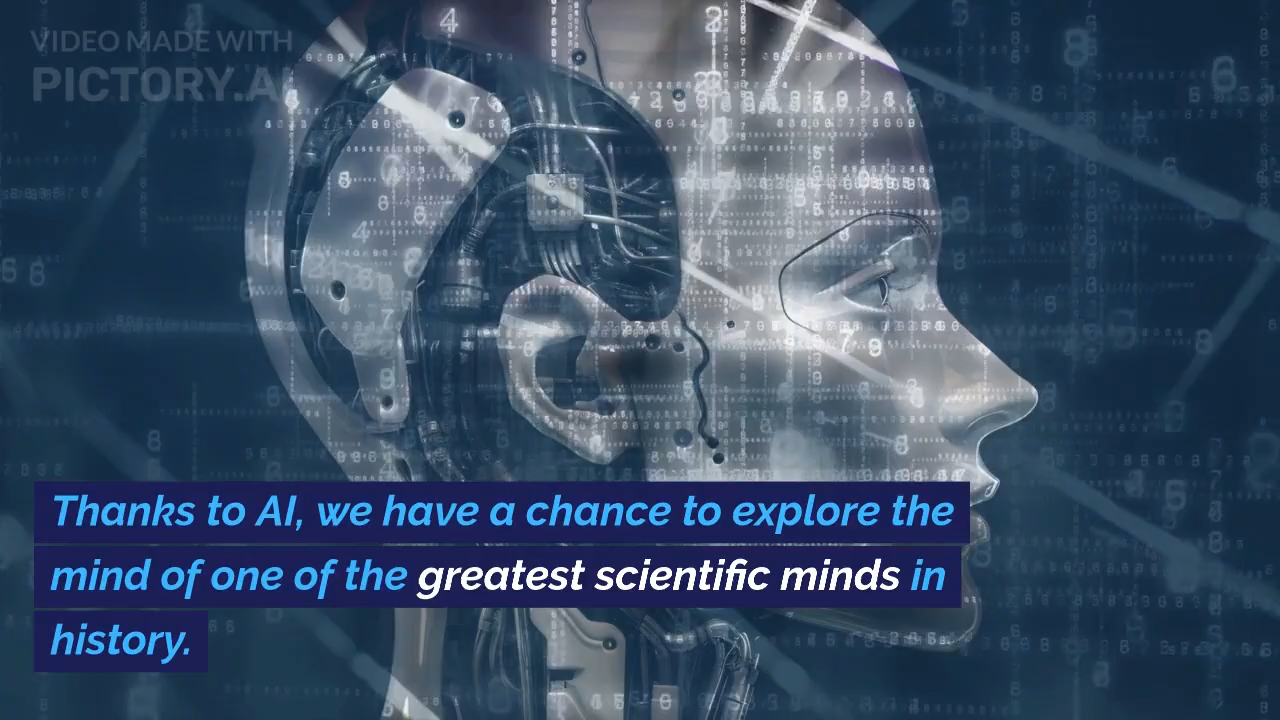 VIDEO MADE WITH
PICTORY.AI
Thanks to AI, we have a chance to explore the
mind of one of the greatest scientific minds in
history.